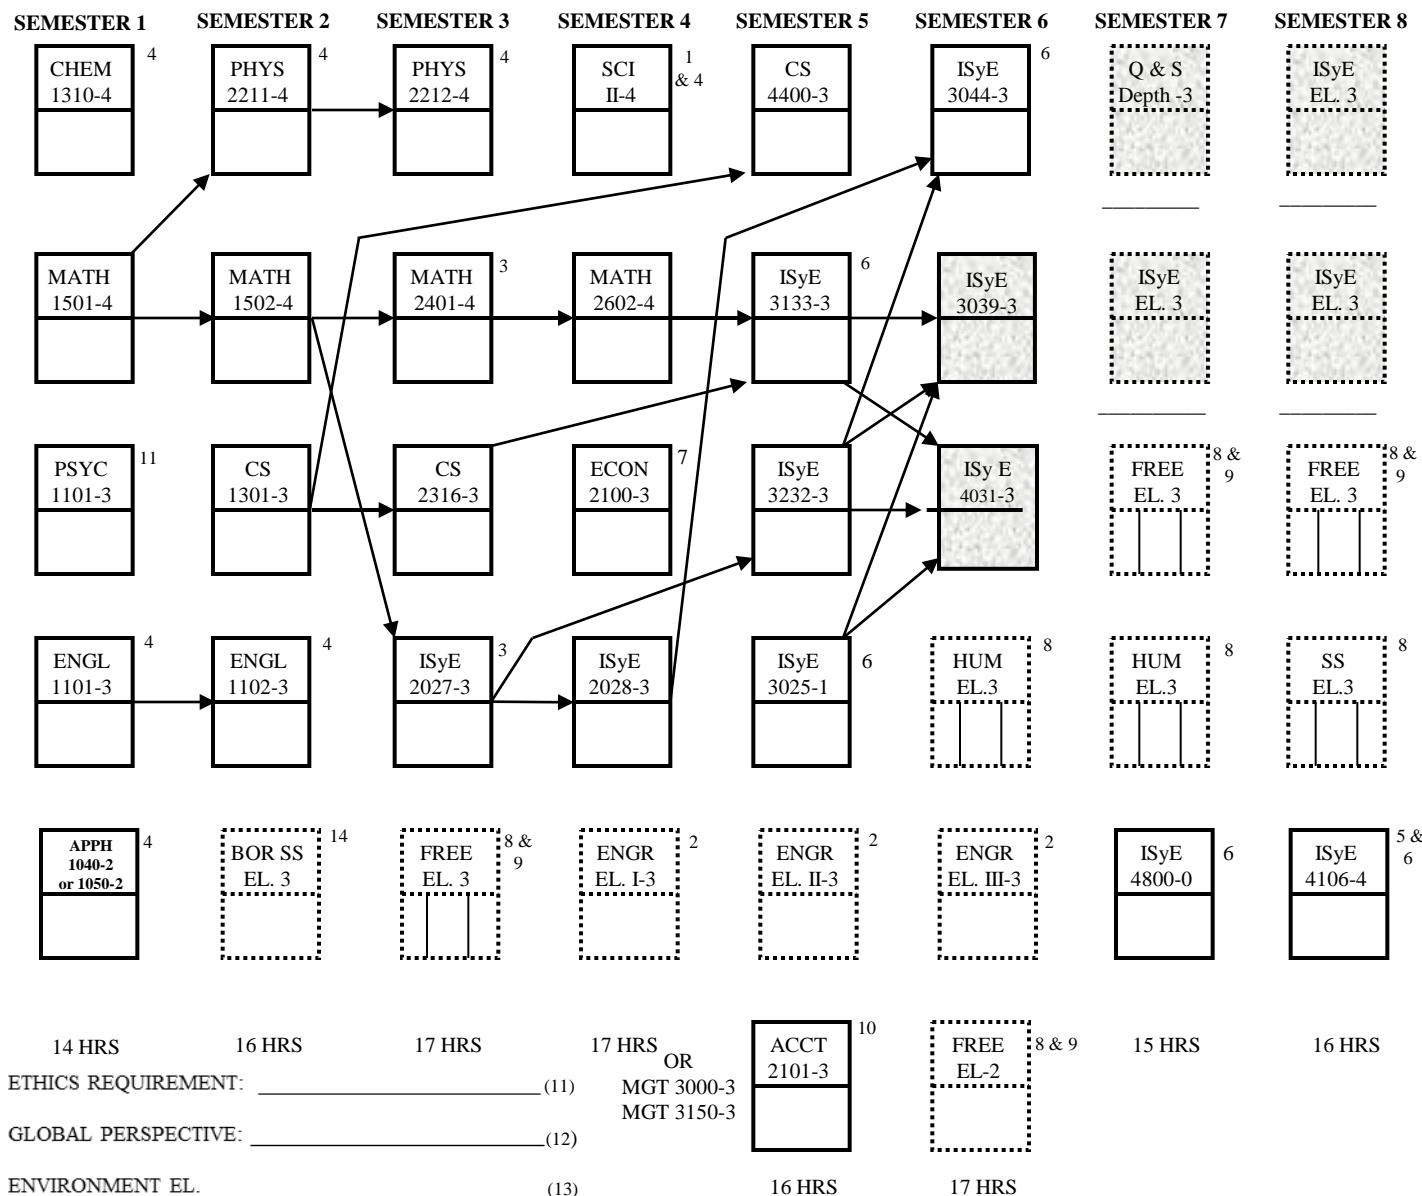 SEMESTER 1 SEMESTER 2 SEMESTER 3 SEMESTER 4 SEMESTER 5 SEMESTER 6 SEMESTER 7 SEMESTER 8
CHEM
1310-4
4
PHYS
2211-4
4
PHYS
2212-4
4
SCI
II-4
1
& 4
CS
4400-3
ISyE
3044-3
6
Q & S
Depth -3
_________
ISyE
EL. 3
_________
MATH
1501-4
MATH
1502-4
MATH
2401-4
3
MATH
2602-4
ISyE
3133-3
6
ISyE
3039-3
ISyE
EL. 3
__________
ISyE
EL. 3
_________
PSYC
1101-3
11
CS
1301-3
CS
2316-3
ECON
2100-3
7
ISyE
3232-3
ISy E
4031-3
FREE
EL. 3
8 &
9
FREE
EL. 3
8 &
9
ENGL
1101-3
4
ENGL
1102-3
4
ISyE
2027-3
3
ISyE
2028-3
ISyE
3025-1
6
HUM
EL.3
8
HUM
EL.3
8
SS
EL.3
8
APPH
1040-2
or 1050-2
4
BOR SS
EL. 3
14
FREE
EL. 3
8 &
9
ENGR
EL. I-3
2
ENGR
EL. II-3
2
ENGR
EL. III-3
2
ISyE
4800-0
6
ISyE
4106-4
5 &
6
14 HRS
16 HRS
17 HRS
17 HRS
OR
MGT 3000-3
MGT 3150-3
ACCT
2101-3
10
FREE
EL-2
8 & 9
15 HRS
16 HRS
ETHICS REQUIREMENT: ____________________ (11)
GLOBAL PERSPECTIVE: ____________________ (12)
ENVIRONMENT EL. (13)
16 HRS
17 HRS